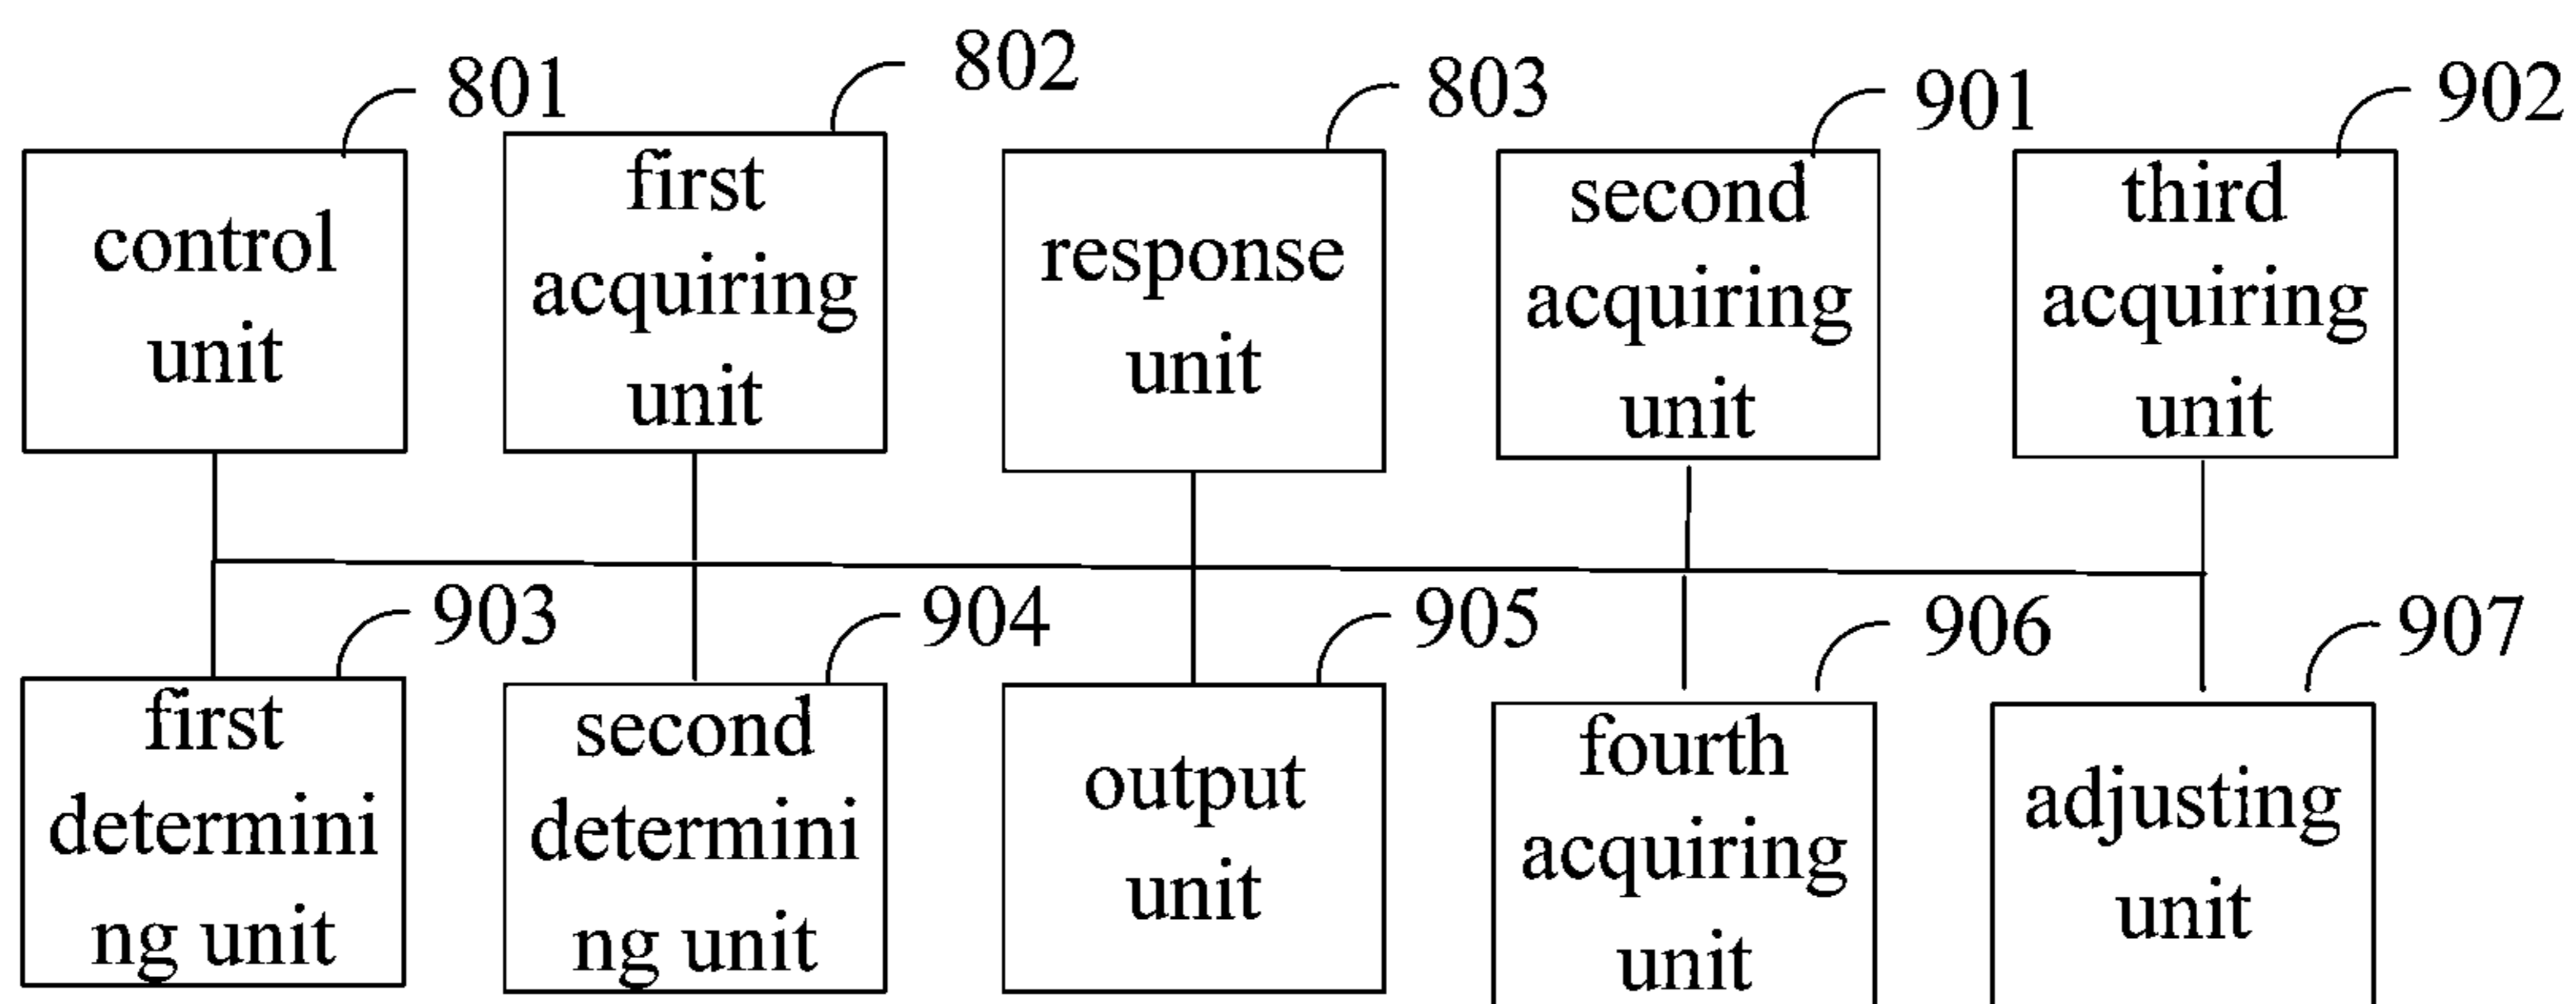 801
control
unit
802
first
acquiring
unit
803
response
unit
901
second
acquiring
unit
902
third
acquiring
unit
903
first
determini
ng unit
904
second
determini
ng unit
905
output
unit
906
fourth
acquiring
unit
907
adjusting
unit